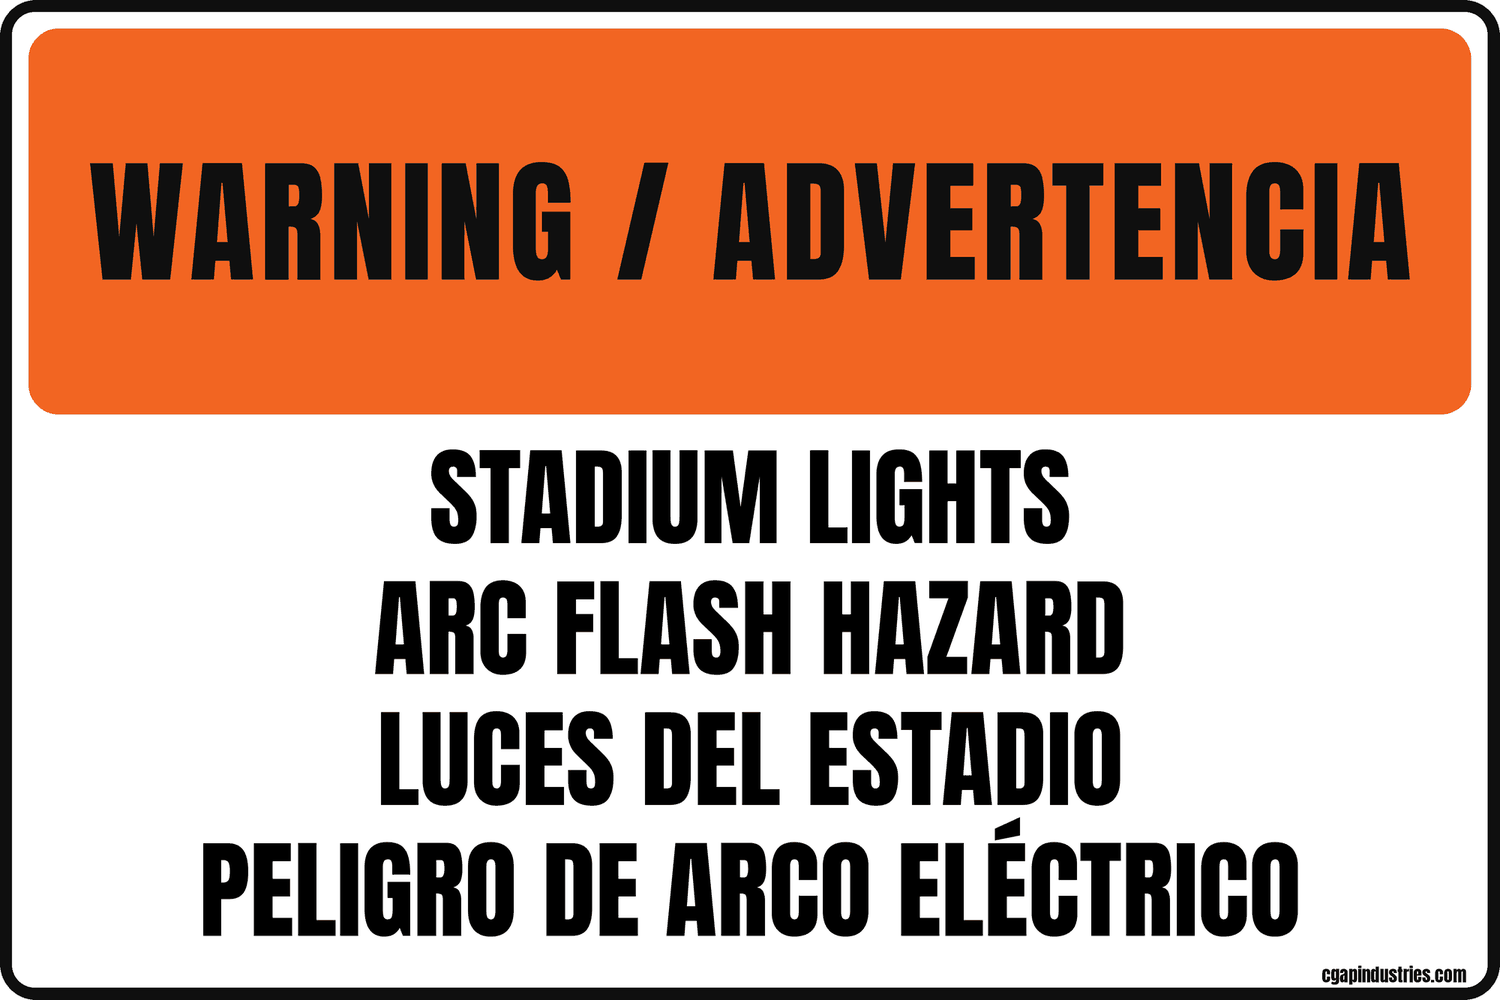 WARNING / ADVERTENCIA
STADIUM LIGHTS
ARC FLASH HAZARD
LUCES DEL ESTADIO
PELIGRO DE ARCO ELÉCTRICO
cgapindustries.com